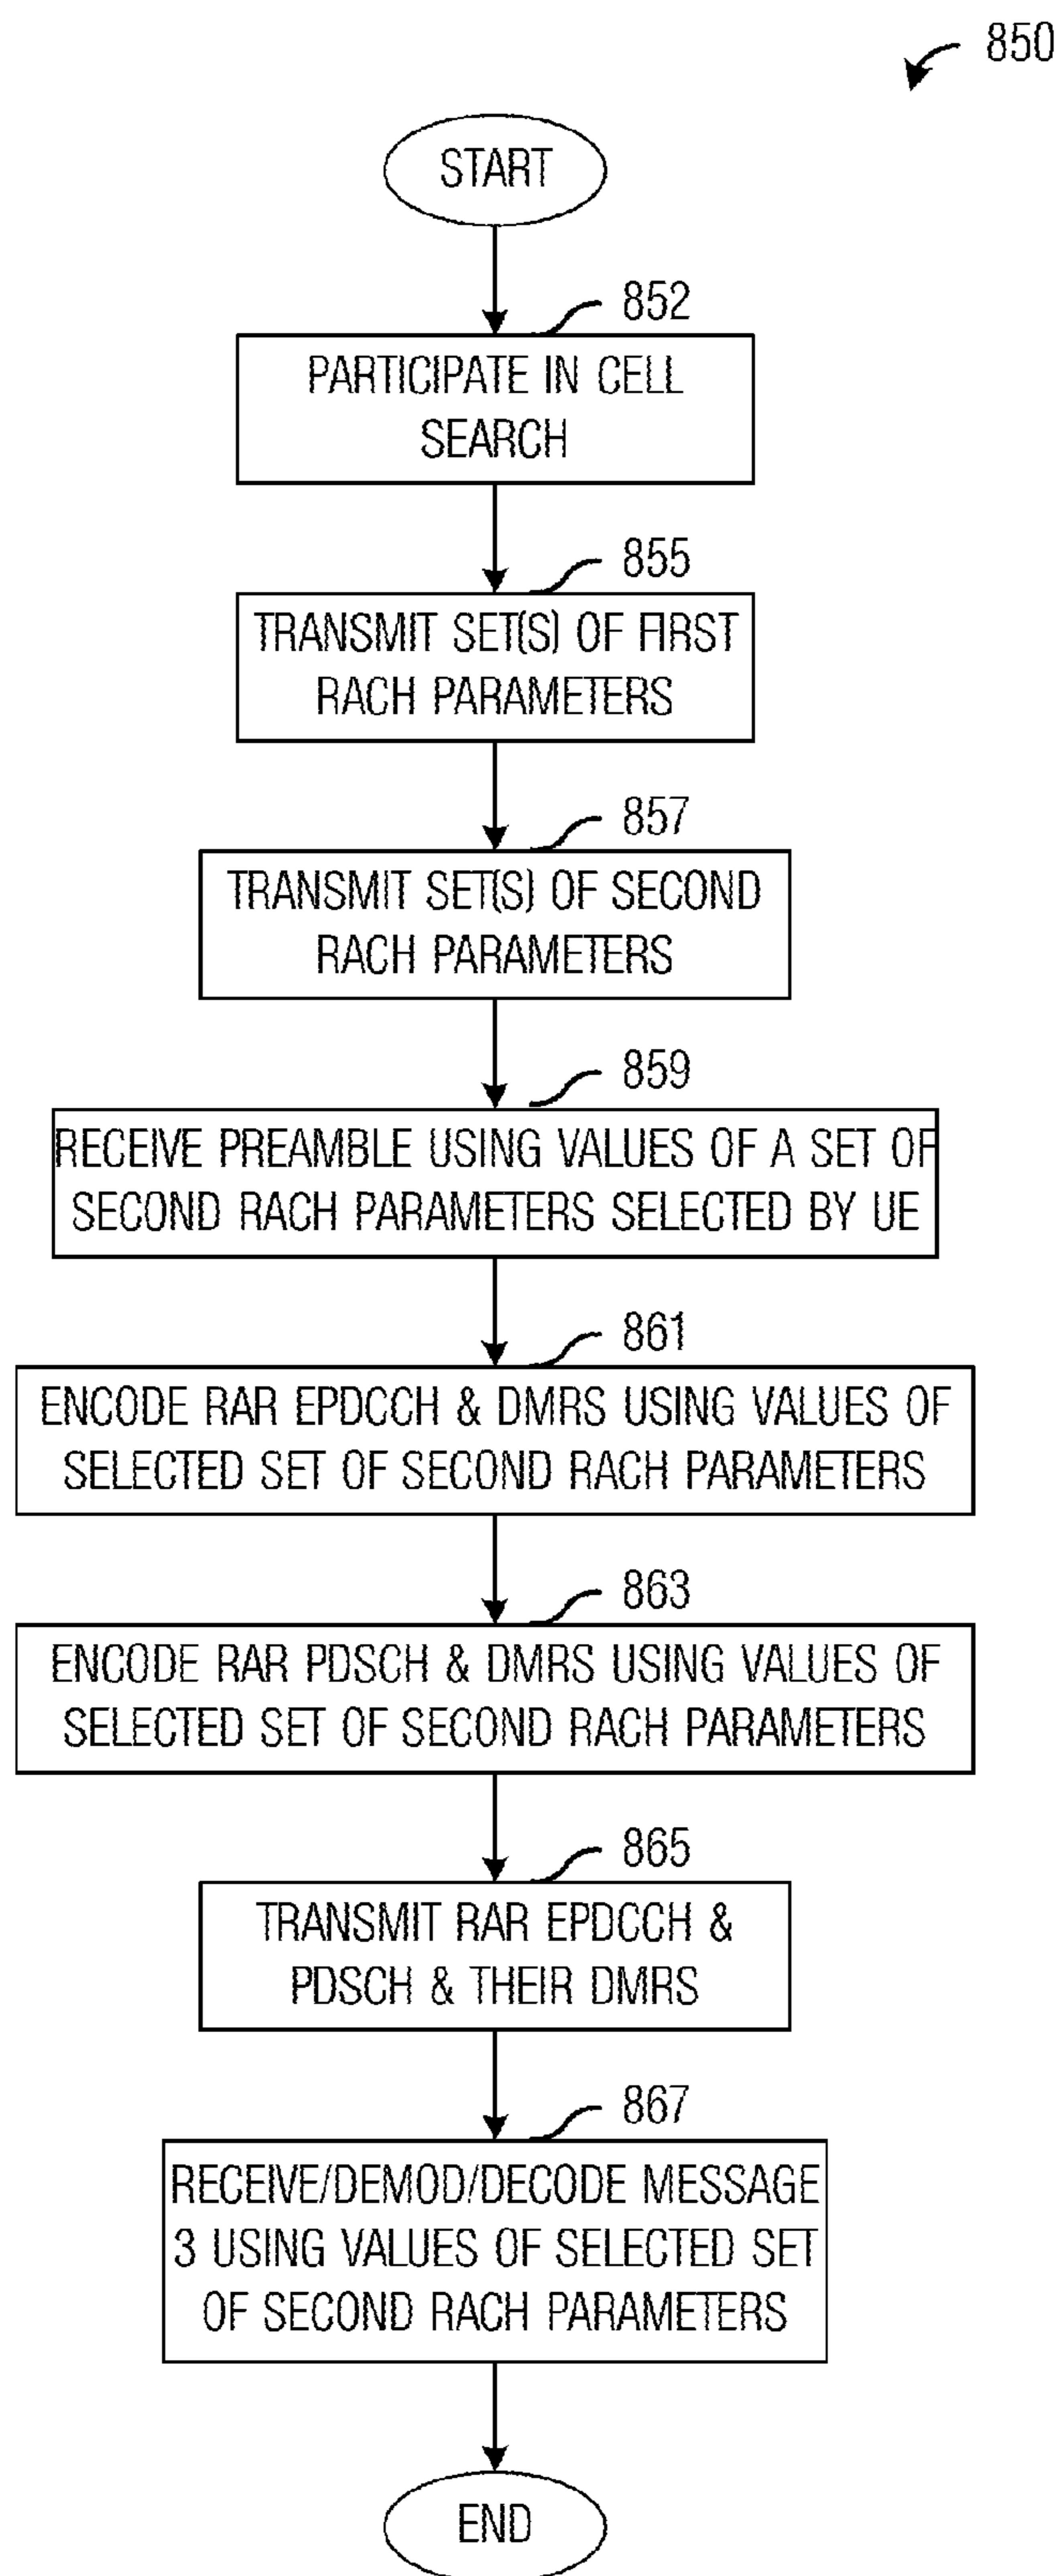 850
START
852
PARTICIPATE IN CELL
SEARCH
855
TRANSMIT SET(S) OF FIRST
RACH PARAMETERS
857
TRANSMIT SET(S) OF SECOND
RACH PARAMETERS
859
RECEIVE PREAMBLE USING VALUES OF A SET OF
SECOND RACH PARAMETERS SELECTED BY UE
861
ENCODE RAR EPDCCH & DMRS USING VALUES OF
SELECTED SET OF SECOND RACH PARAMETERS
863
ENCODE RAR PDSCH & DMRS USING VALUES OF
SELECTED SET OF SECOND RACH PARAMETERS
865
TRANSMIT RAR EPDCCH &
PDSCH & THEIR DMRS
867
RECEIVE/DEMOD/DECODE MESSAGE
3 USING VALUES OF SELECTED SET
OF SECOND RACH PARAMETERS
END